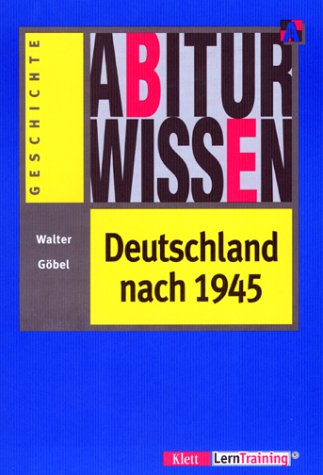 GESCHICHTE
ABITUR
WISSEN
Walter
Göbel
Deutschland
nach 1945
A
Klett LernTraining®